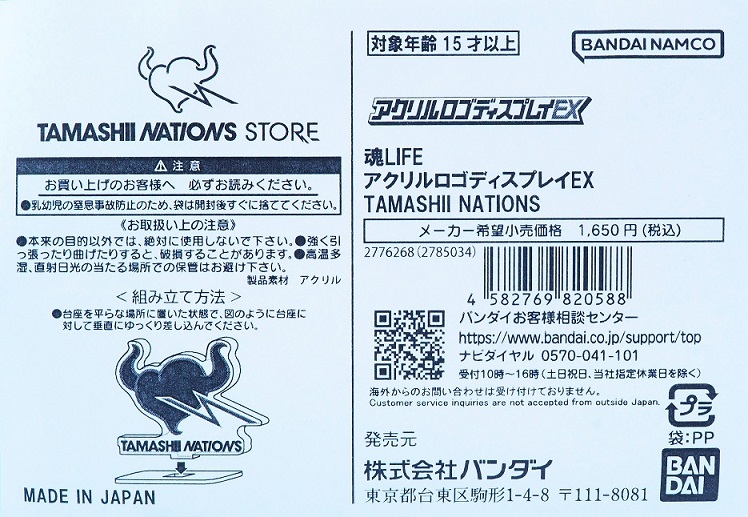 TAMASHII NATIONS STORE
⚠ 注意
お買い上げのお客様へ 必ずお読みください。
●乳幼児の窒息事故防止のため、袋は開封後すぐに捨ててください。
《お取扱い上の注意》
●本来の目的以外では、絶対に使用しないで下さい。●強く引
っ張ったり曲げたりすると、破損することがあります。●高温多
湿、直射日光の当たる場所での保管はお避け下さい。
製品素材 アクリル
＜組み立て方法＞
●台座を平らな場所に置いた状態で、図のように台座に
対して垂直にゆっくり差し込んでください。
TAMASHII NATIONS
MADE IN JAPAN
対象年齢 15才以上
BANDAI NAMCO
アクリルロゴディスプレイEX
魂LIFE
アクリルロゴディスプレイEX
TAMASHII NATIONS
メーカー希望小売価格 1,650円(税込)
2776268(2785034)
4 582769 820588
バンダイお客様相談センター
https://www.bandai.co.jp/support/top
ナビダイヤル 0570-041-101
受付10時〜16時(土日祝日、当社指定休業日を除く)
海外からのお問い合わせは受け付けておりません。
Customer service inquiries are not accepted from outside Japan.
プラ
袋:PP
発売元
株式会社バンダイ
東京都台東区駒形1-4-8 〒111-8081
BAN
DAI